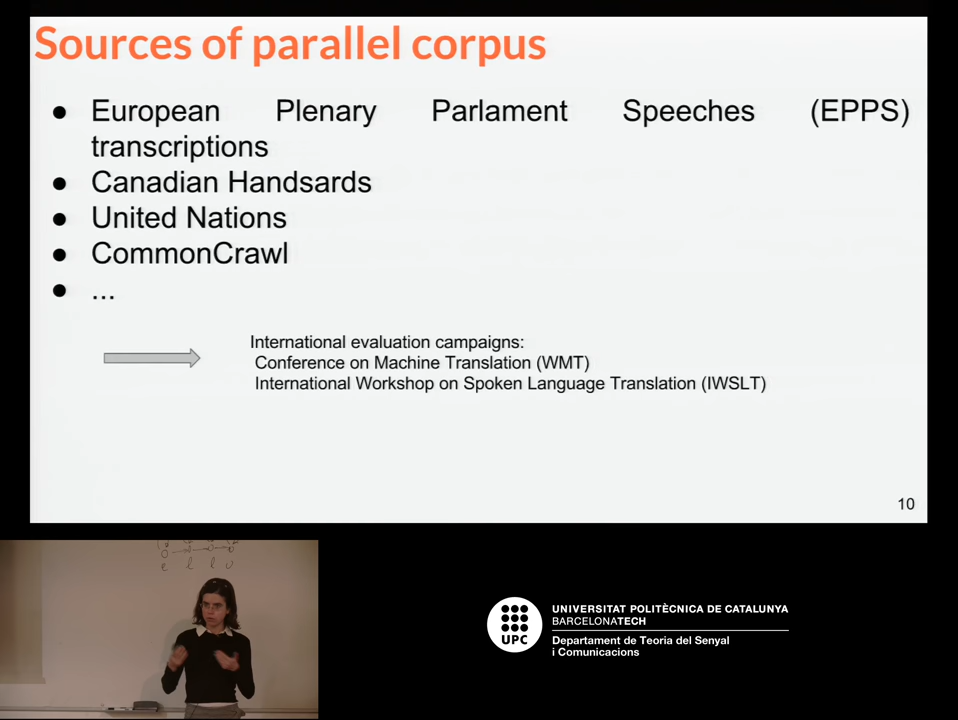 Sources of parallel corpus
● European Plenary Parlament Speeches (EPPS)
transcriptions
● Canadian Handsards
● United Nations
● CommonCrawl
● ...
International evaluation campaigns:
Conference on Machine Translation (WMT)
International Workshop on Spoken Language Translation (IWSLT)
10
e l l o
UPC
UNIVERSITAT POLITÈCNICA DE CATALUNYA
BARCELONATECH
Departament de Teoria del Senyal
i Comunicacions